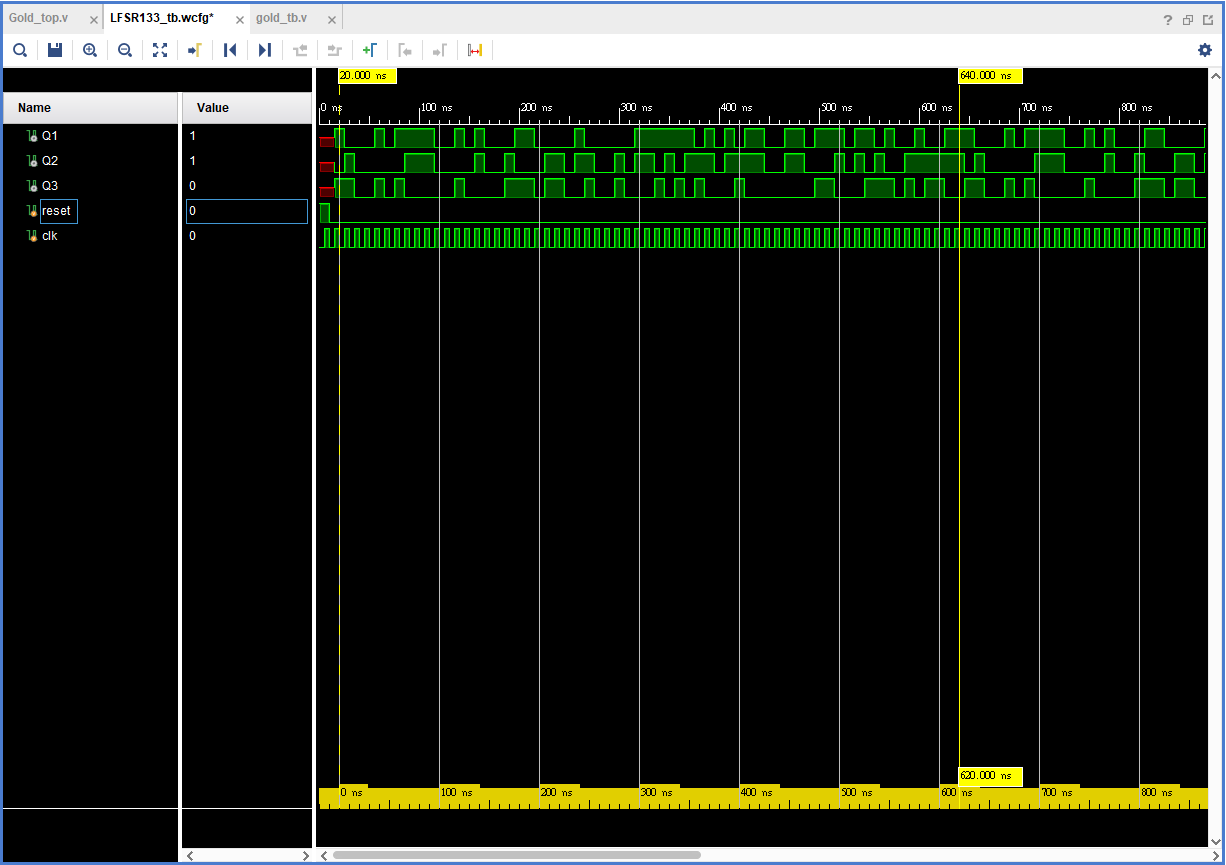 Gold_top.v
LFSR133_tb.wcfg*
gold_tb.v
20.000 ns
640.000 ns
Name
Value
0 ns
100 ns
200 ns
300 ns
400 ns
500 ns
600 ns
700 ns
800 ns
Q1 1
Q2 1
Q3 0
reset 0
clk 0
620.000 ns
0 ns
100 ns
200 ns
300 ns
400 ns
500 ns
600 ns
700 ns
800 ns